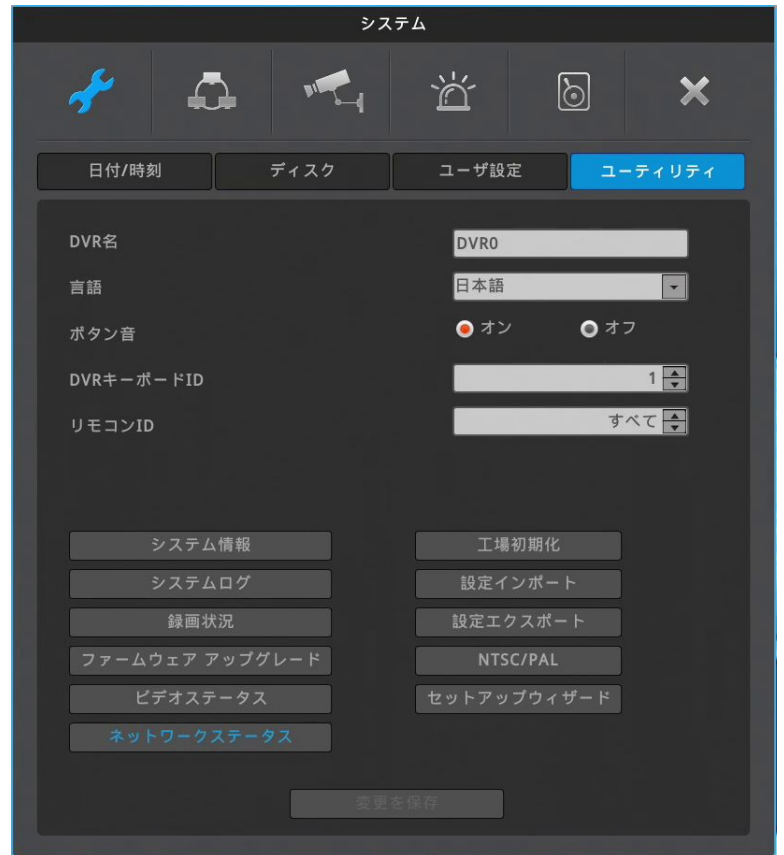 システム
日付/時刻 ディスク ユーザ設定 ユーティリティ
DVR名 DVR0
言語 日本語
ボタン音 オン オフ
DVRキーボードID 1
リモコンID すべて
システム情報 工場初期化
システムログ 設定インポート
録画状況 設定エクスポート
ファームウェア アップグレード NTSC/PAL
ビデオステータス セットアップウィザード
ネットワークステータス
変更を保存